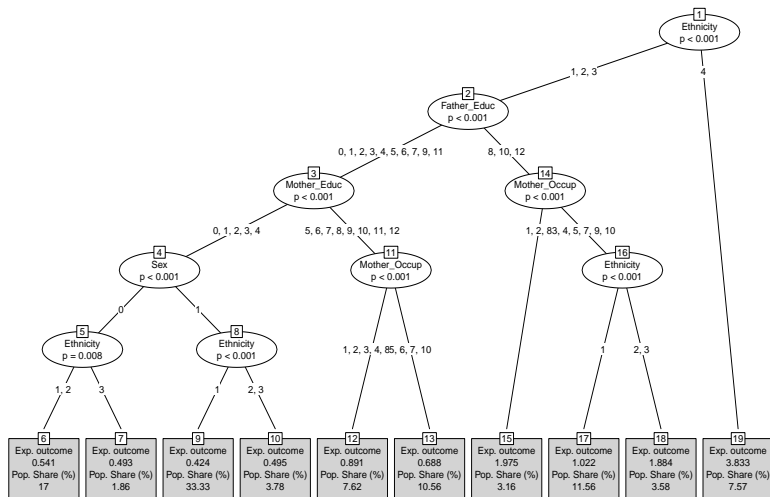 1
Ethnicity
p < 0.001
1, 2, 3
4
2
Father_Educ
p < 0.001
0, 1, 2, 3, 4, 5, 6, 7, 9, 11
8, 10, 12
3
Mother_Educ
p < 0.001
14
Mother_Occup
p < 0.001
0, 1, 2, 3, 4
5, 6, 7, 8, 9, 10, 11, 12
1, 2, 83, 4, 5, 7, 9, 10
4
Sex
p < 0.001
11
Mother_Occup
p < 0.001
16
Ethnicity
p < 0.001
0
1
5
Ethnicity
p = 0.008
8
Ethnicity
p < 0.001
1, 2, 3, 4, 85, 6, 7, 10
1
2, 3
1, 2
3
1
2, 3
6
Exp. outcome
0.541
Pop. Share (%)
17
7
Exp. outcome
0.493
Pop. Share (%)
1.86
9
Exp. outcome
0.424
Pop. Share (%)
33.33
10
Exp. outcome
0.495
Pop. Share (%)
3.78
12
Exp. outcome
0.891
Pop. Share (%)
7.62
13
Exp. outcome
0.688
Pop. Share (%)
10.56
15
Exp. outcome
1.975
Pop. Share (%)
3.16
17
Exp. outcome
1.022
Pop. Share (%)
11.56
18
Exp. outcome
1.884
Pop. Share (%)
3.58
19
Exp. outcome
3.833
Pop. Share (%)
7.57